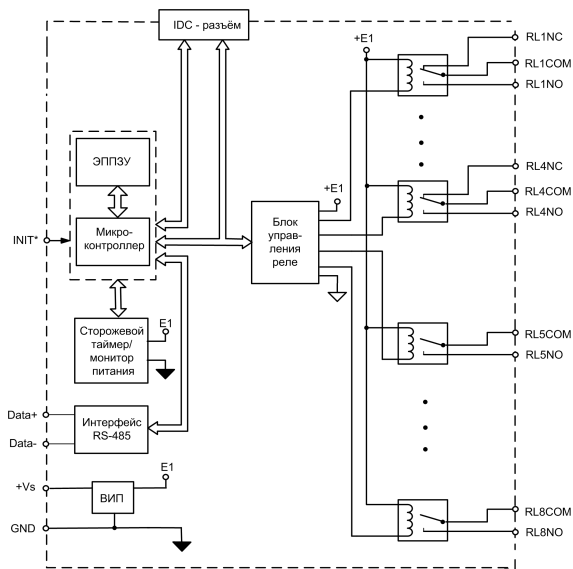 IDC - разъём
+E1
RL1NC
RL1COM
RL1NO
ЭППЗУ
RL4NC
+E1
RL4COM
RL4NO
INIT*
Микро-
контроллер
Блок
управ-
ления
реле
Сторожевой
таймер/
монитор
питания
E1
RL5COM
RL5NO
Data+
Data-
Интерфейс
RS-485
+Vs
ВИП
E1
GND
RL8COM
RL8NO